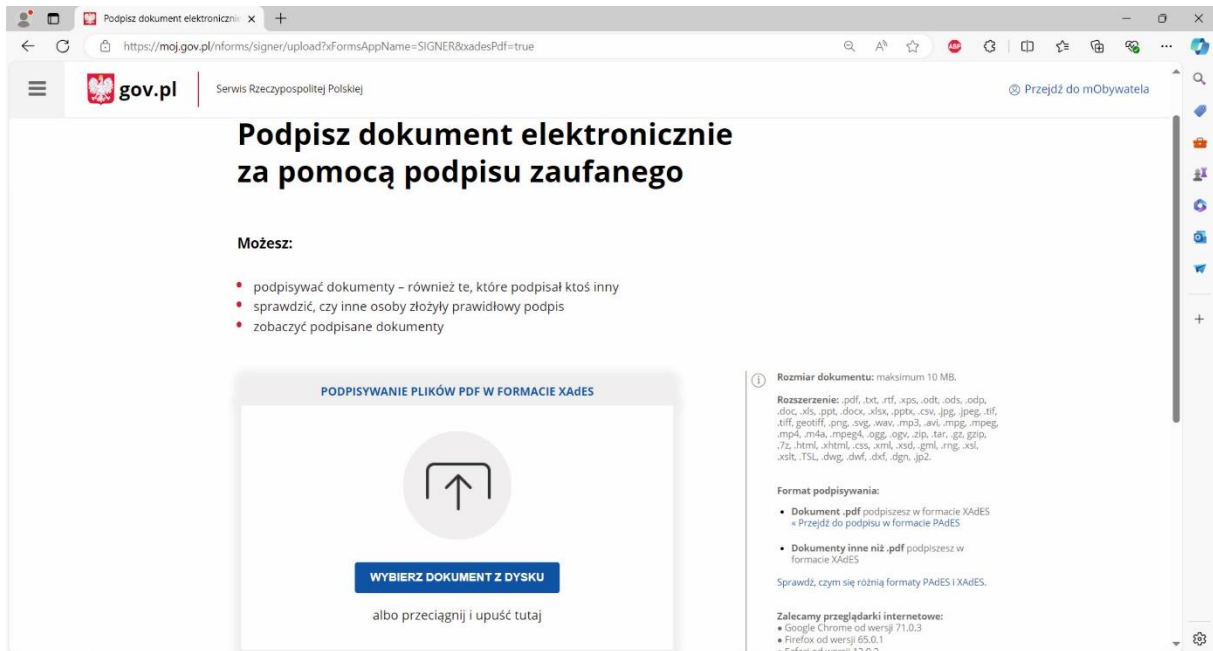 Podpisz dokument elektronicznie
https://moj.gov.pl/nforms/signer/upload?xFormsAppName=SIGNER&xadesPdf=true
ABP
gov.pl
Serwis Rzeczypospolitej Polskiej
Przejdź do mObywatela
Podpisz dokument elektronicznie
za pomocą podpisu zaufanego
Możesz:
podpisywać dokumenty – również te, które podpisał ktoś inny
sprawdzić, czy inne osoby złożyły prawidłowy podpis
zobaczyć podpisane dokumenty
PODPISYWANIE PLIKÓW PDF W FORMACIE XAdES
WYBIERZ DOKUMENT Z DYSKU
albo przeciągnij i upuść tutaj
Rozmiar dokumentu: maksimum 10 MB.
Rozszerzenie: .pdf, .txt, .rtf, .xps, .odt, .ods, .odp,
.doc, .xls, .ppt, .docx, .xlsx, .pptx, .csv, .jpg, .jpeg, .tif,
.tiff, geotiff, .png, .svg, .wav, .mp3, .avi, .mpg, .mpeg,
.mp4, .m4a, .mpeg4, .ogg, .ogv, .zip, .tar, .gz, gzip,
.7z, .html, .xhtml, .css, .xml, .xsd, .gml, .rng, .xsl,
.xslt, .TSL, .dwg, .dwf, .dxf, .dgn, .jp2.
Format podpisywania:
Dokument .pdf podpiszesz w formacie XAdES
« Przejdź do podpisu w formacie PAdES
Dokumenty inne niż .pdf podpiszesz w
formacie XAdES
Sprawdź, czym się różnią formaty PAdES i XAdES.
Zalecamy przeglądarki internetowe:
Google Chrome od wersji 71.0.3
Firefox od wersji 65.0.1